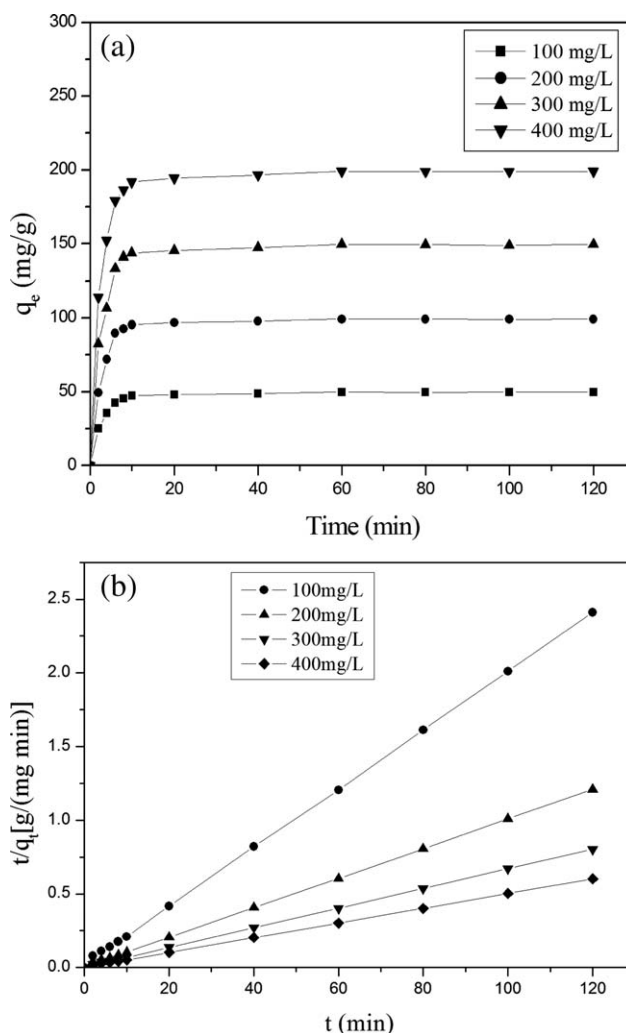 (a)
300
250
200
150
100
50
0
q_e (mg/g)
100 mg/L
200 mg/L
300 mg/L
400 mg/L
0 20 40 60 80 100 120
Time (min)
(b)
2.5
2.0
1.5
1.0
0.5
0.0
t/q_t[g/(mg min)]
100mg/L
200mg/L
300mg/L
400mg/L
0 20 40 60 80 100 120
t (min)